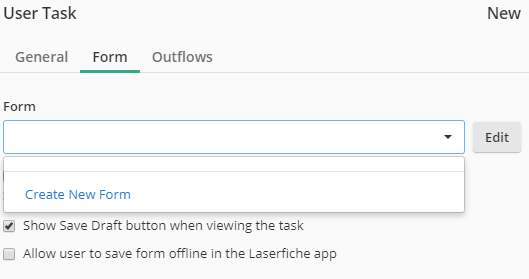 User Task New
General Form Outflows
Form
Edit
Create New Form
Show Save Draft button when viewing the task
Allow user to save form offline in the Laserfiche app